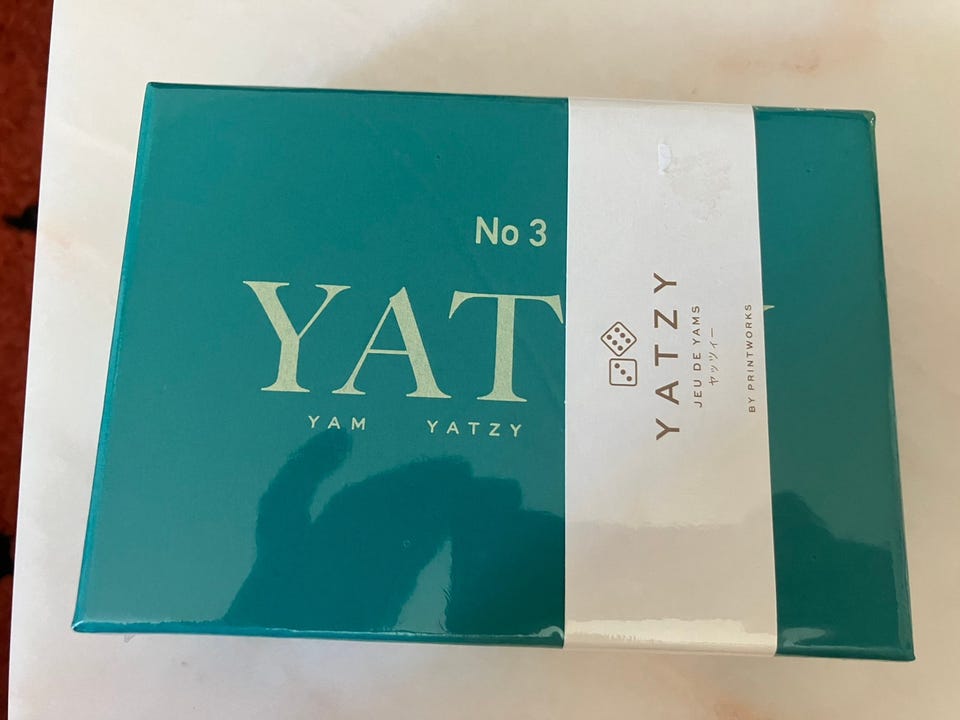 No 3
YAT
YAM YATZY
YATZY
JEU DE YAMS
ヤッツィー
BY PRINTWORKS